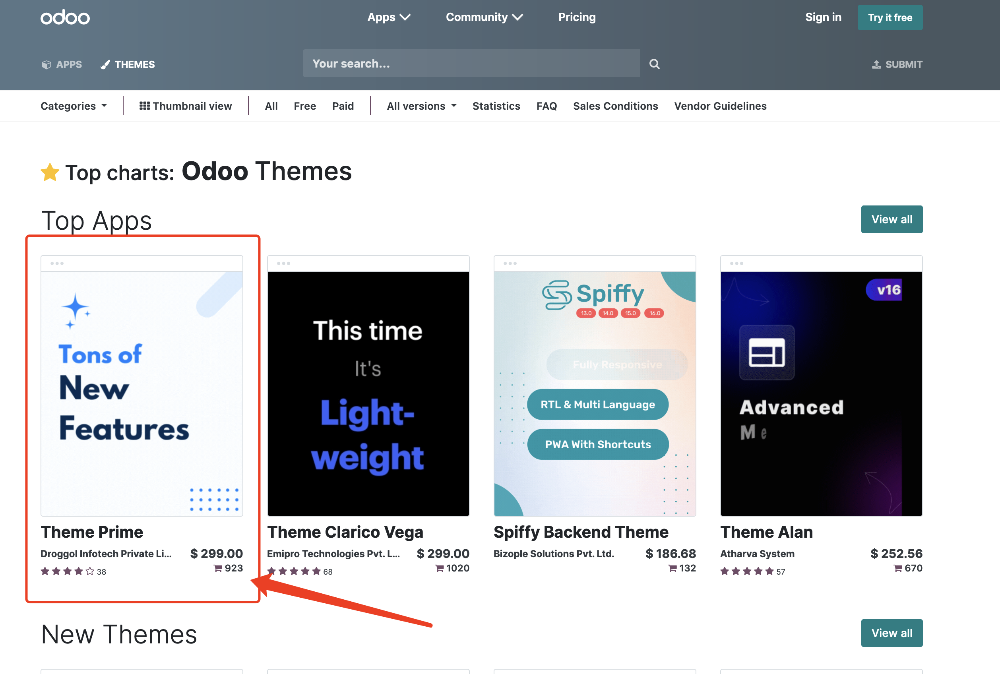 odoo
Apps
Community
Pricing
Sign in
Try it free
APPS
THEMES
Your search...
SUBMIT
Categories
Thumbnail view
All
Free
Paid
All versions
Statistics
FAQ
Sales Conditions
Vendor Guidelines
Top charts: Odoo Themes
Top Apps
View all
Tons of
New
Features
Theme Prime
Droggol Infotech Private Li...
$ 299.00
38
923
This time
It's
Light-
weight
Theme Clarico Vega
Emipro Technologies Pvt. L...
$ 299.00
68
1020
Spiffy
13.0
14.0
15.0
16.0
Fully Responsive
RTL & Multi Language
PWA With Shortcuts
Spiffy Backend Theme
Bizople Solutions Pvt. Ltd.
$ 186.68
132
v16
Advanced
Me
Theme Alan
Atharva System
$ 252.56
57
670
New Themes
View all